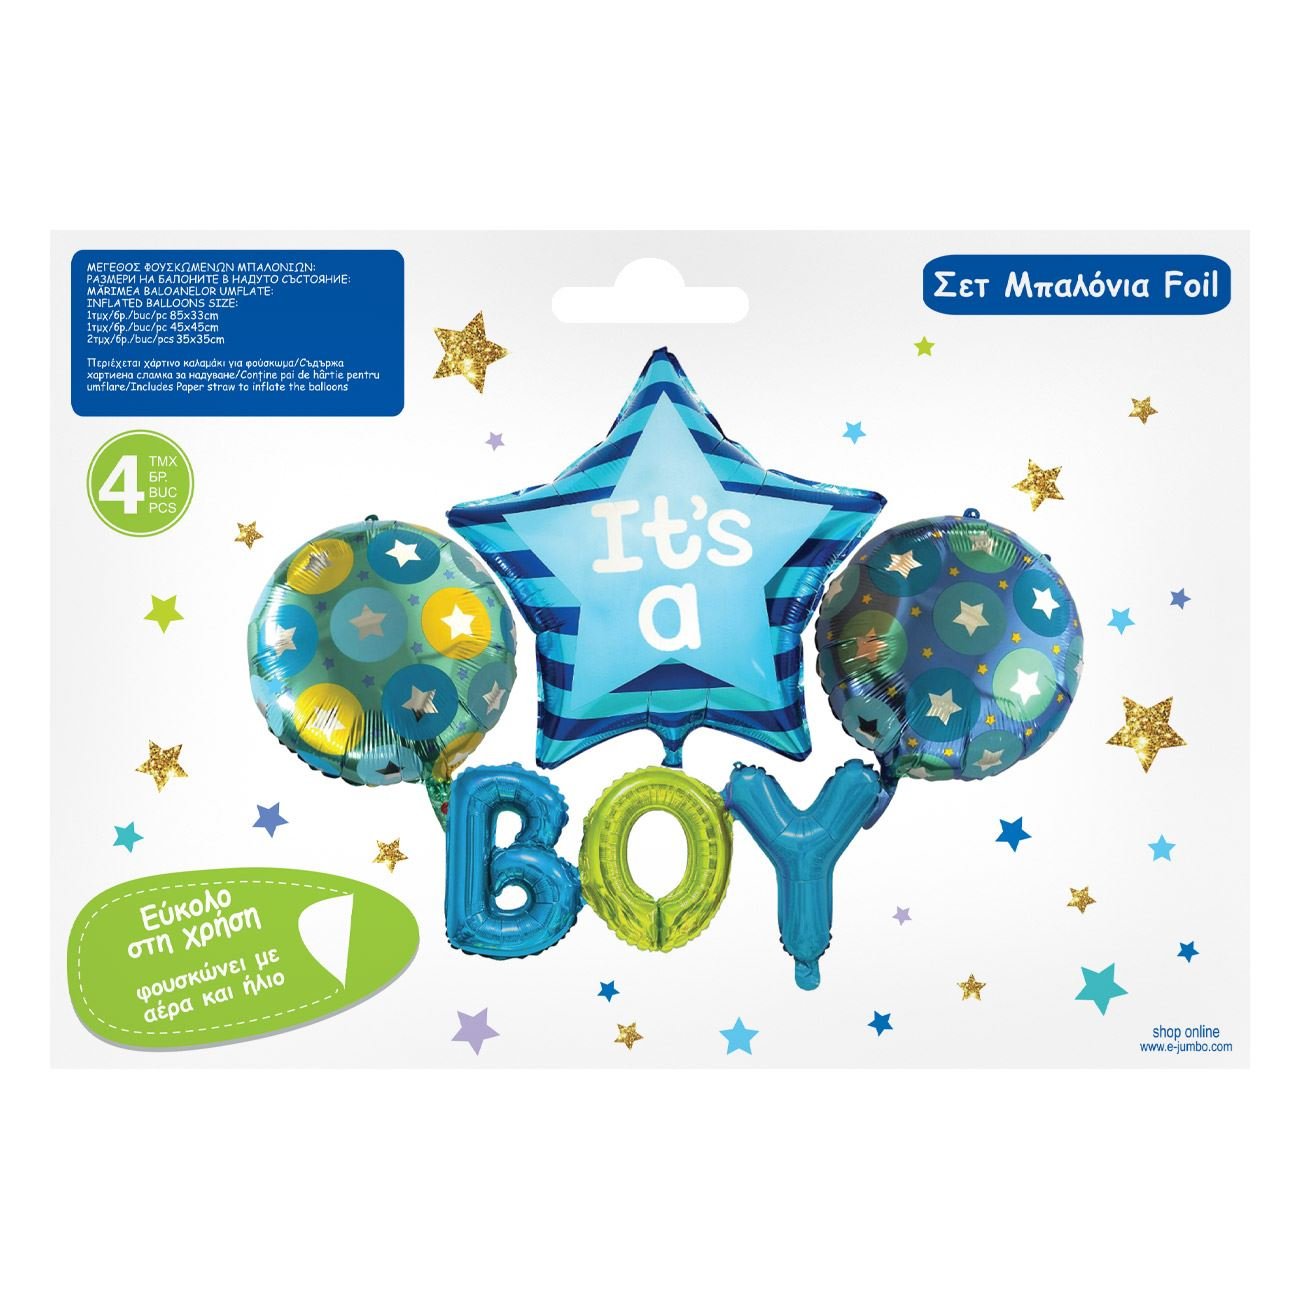 ΜΕΓΕΘΟΣ ΦΟΥΣΚΩΜΕΝΩΝ ΜΠΑΛΟΝΙΩΝ:
РАЗМЕРИ НА БАЛОНИТЕ В НАДУТО СЪСТОЯНИЕ:
MĂRIMEA BALOANELOR UMFLATE:
INFLATED BALLOONS SIZE:
1τμχ/бр./buc/pc 85x33cm
1τμχ/бр./buc/pc 45x45cm
2τμχ/бр./buc/pcs 35x35cm
Περιέχεται χάρτινο καλαμάκι για φούσκωμα/Съдържа
хартиена сламка за надуване/Conține pai de hârtie pentru
umflare/Includes Paper straw to inflate the balloons
Σετ Μπαλόνια Foil
4 ΤΜΧ
БР.
BUC
PCS
It's
a
BOY
Εύκολο
στη χρήση
φουσκώνει με
αέρα και ήλιο
shop online
www.e-jumbo.com